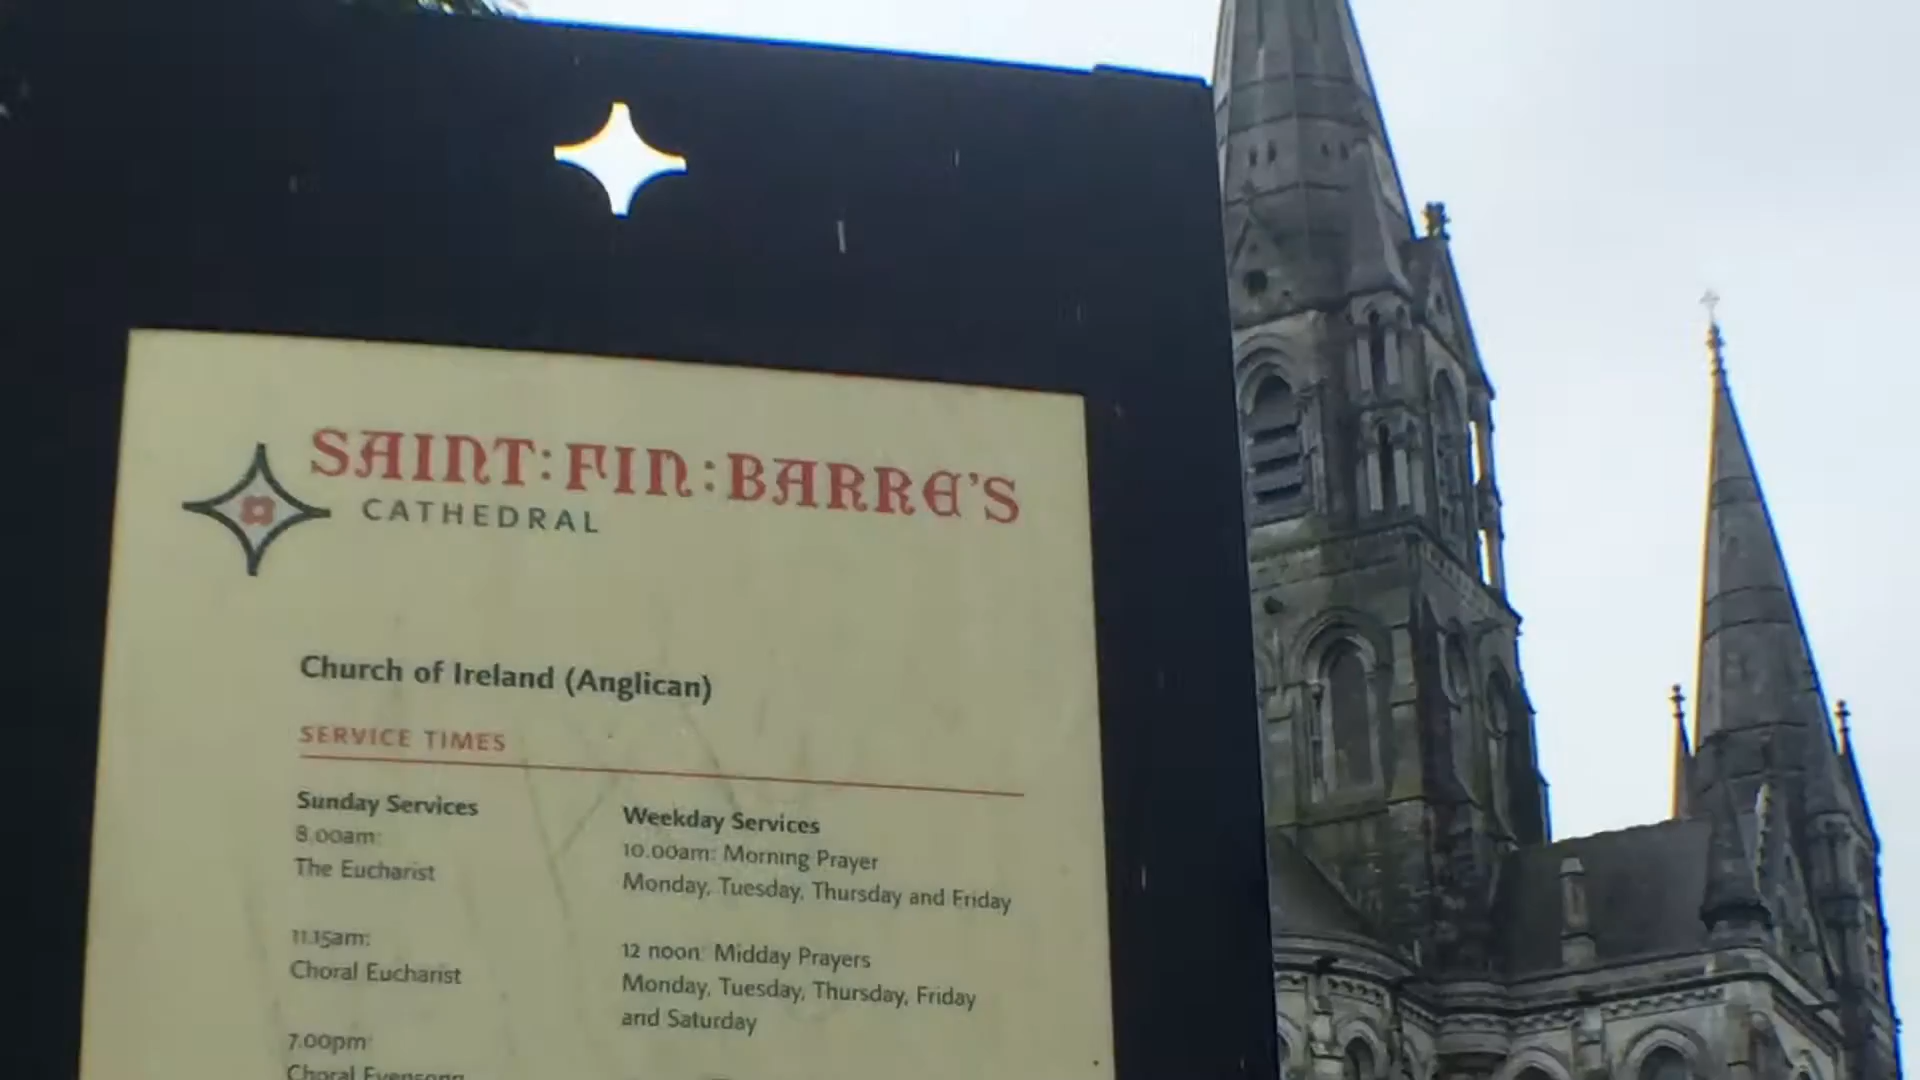 SAINT:FIN:BARRE'S
CATHEDRAL
Church of Ireland (Anglican)
SERVICE TIMES
Sunday Services
8.00am:
The Eucharist
11.15am:
Choral Eucharist
7.00pm:
Choral Evensong
Weekday Services
10.00am: Morning Prayer
Monday, Tuesday, Thursday and Friday
12 noon: Midday Prayers
Monday, Tuesday, Thursday, Friday
and Saturday